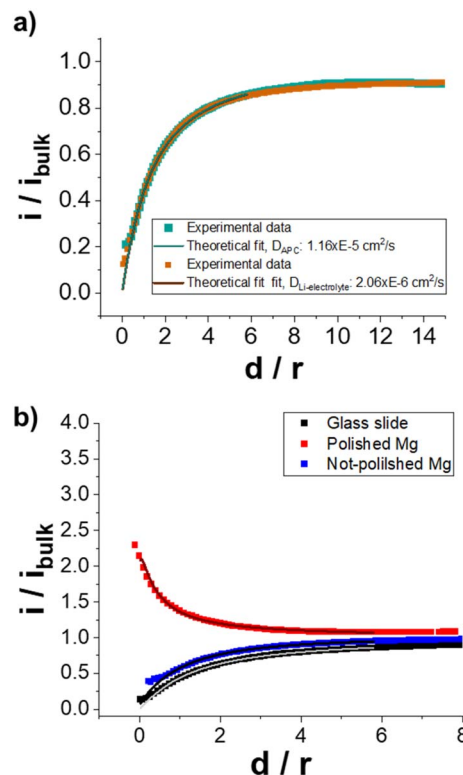 a)
1.0
0.8
0.6
0.4
0.2
0.0
i / i_bulk
Experimental data
Theoretical fit, D_APC: 1.16xE-5 cm²/s
Experimental data
Theoretical fit fit, D_Li-electrolyte: 2.06xE-6 cm²/s
0 2 4 6 8 10 12 14
d / r
b)
4.0
3.5
3.0
2.5
2.0
1.5
1.0
0.5
0.0
i / i_bulk
Glass slide
Polished Mg
Not-polilshed Mg
0 2 4 6 8
d / r